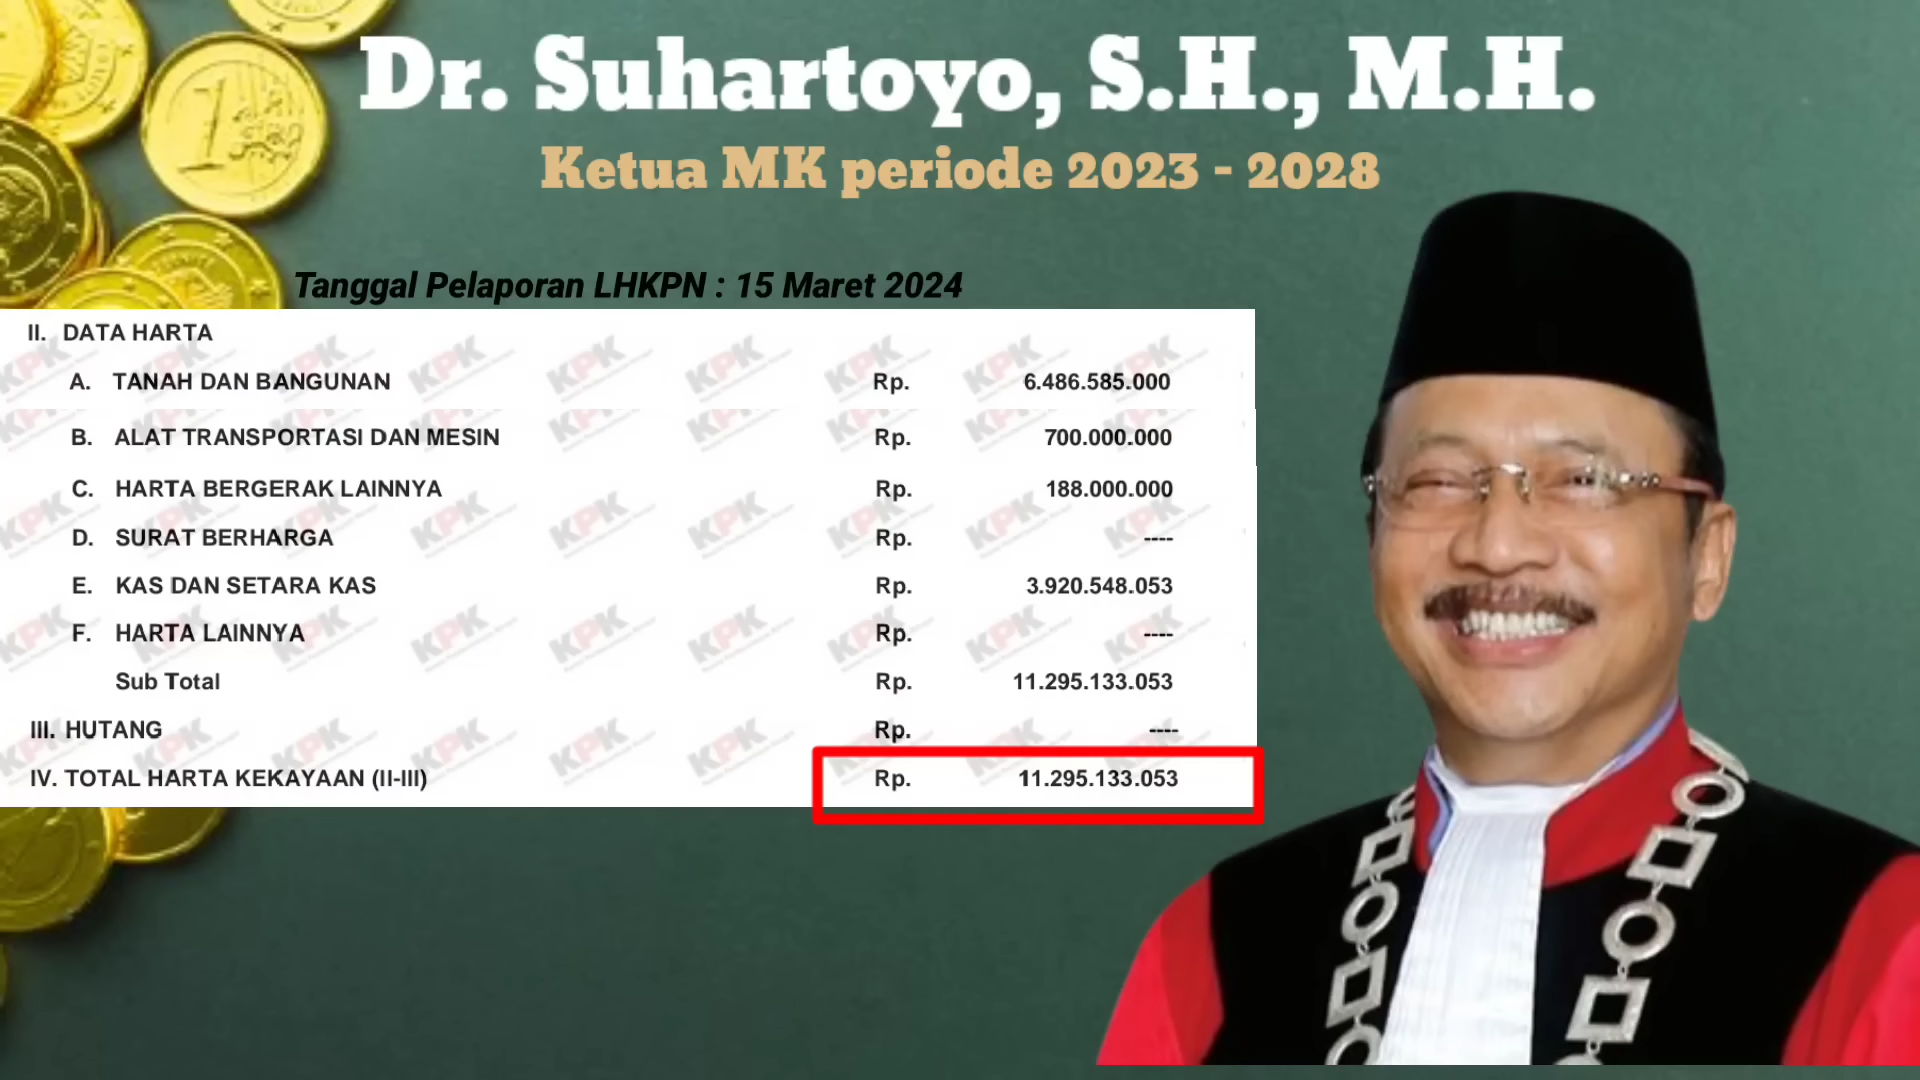 Dr. Suhartoyo, S.H., M.H.
Ketua MK periode 2023 - 2028
Tanggal Pelaporan LHKPN : 15 Maret 2024
II. DATA HARTA
A. TANAH DAN BANGUNAN Rp. 6.486.585.000
B. ALAT TRANSPORTASI DAN MESIN Rp. 700.000.000
C. HARTA BERGERAK LAINNYA Rp. 188.000.000
D. SURAT BERHARGA Rp. ----
E. KAS DAN SETARA KAS Rp. 3.920.548.053
F. HARTA LAINNYA Rp. ----
Sub Total Rp. 11.295.133.053
III. HUTANG Rp. ----
IV. TOTAL HARTA KEKAYAAN (II-III) Rp. 11.295.133.053
KPK